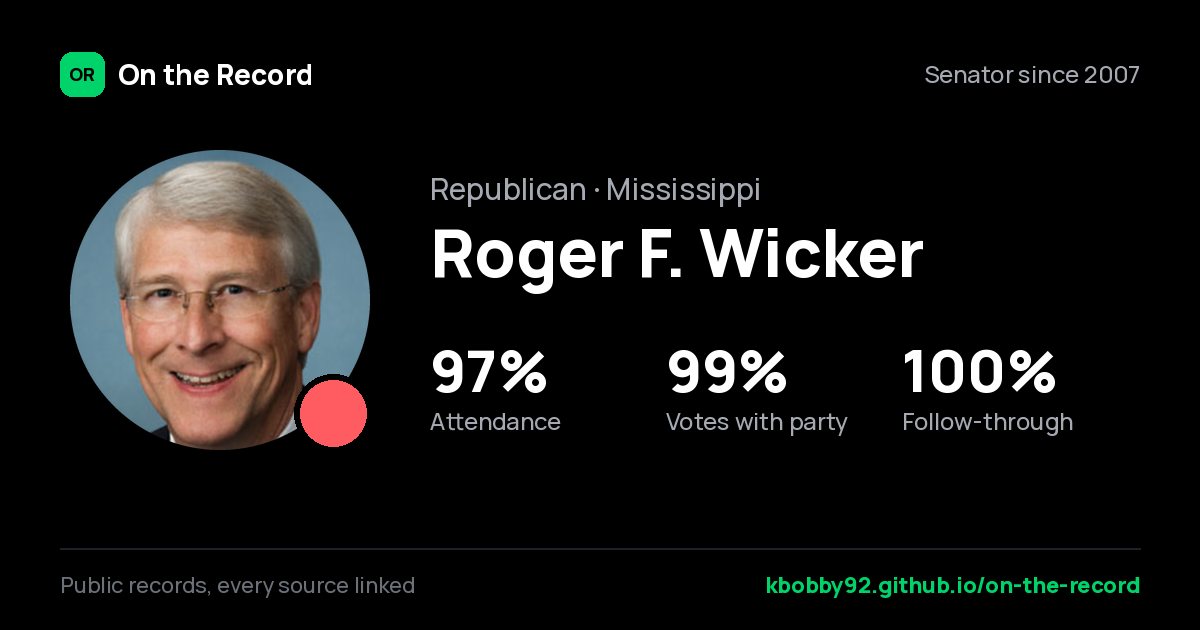 OR On the Record
Senator since 2007
Republican · Mississippi
Roger F. Wicker
97% 99% 100%
Attendance Votes with party Follow-through
Public records, every source linked
kbobby92.github.io/on-the-record